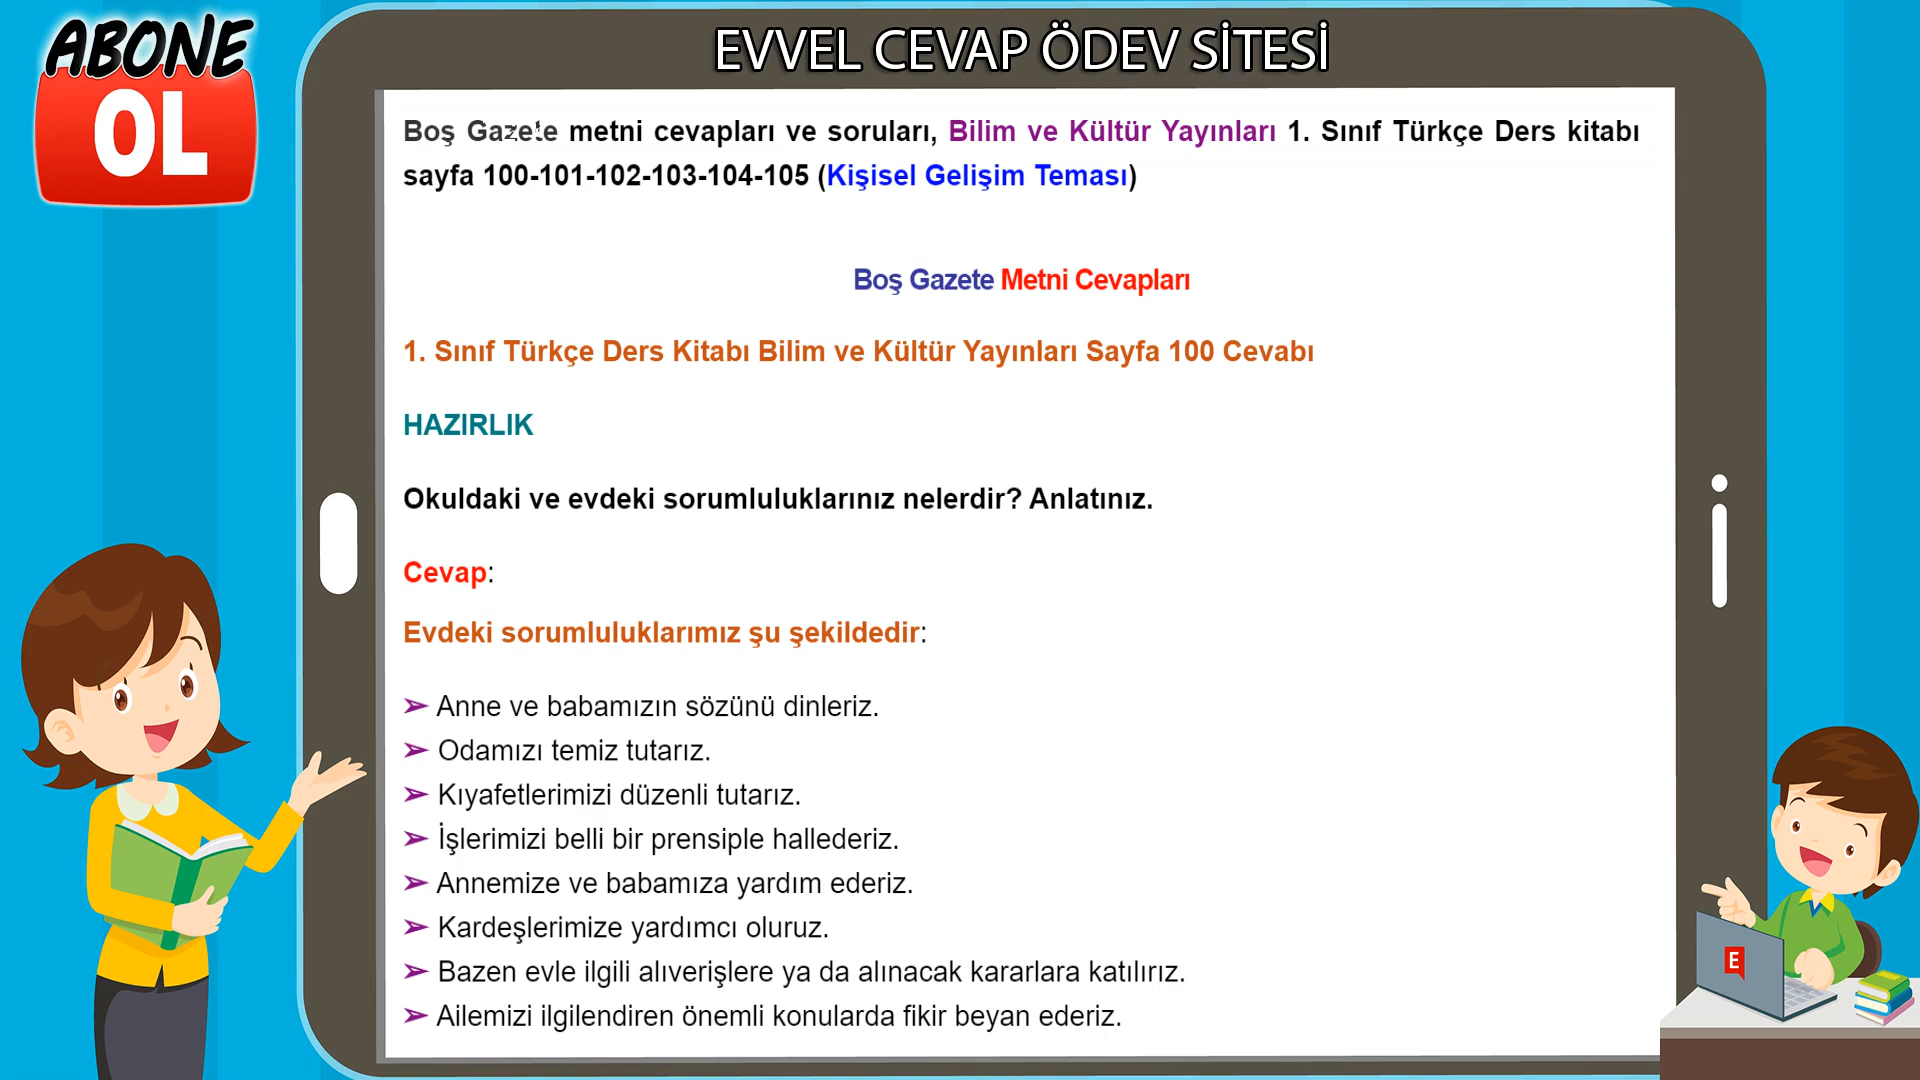 ABONE
OL
EVVEL CEVAP ÖDEV SİTESİ
Boş Gazete metni cevapları ve soruları, Bilim ve Kültür Yayınları 1. Sınıf Türkçe Ders kitabı
sayfa 100-101-102-103-104-105 (Kişisel Gelişim Teması)
Boş Gazete Metni Cevapları
1. Sınıf Türkçe Ders Kitabı Bilim ve Kültür Yayınları Sayfa 100 Cevabı
HAZIRLIK
Okuldaki ve evdeki sorumluluklarınız nelerdir? Anlatınız.
Cevap:
Evdeki sorumluluklarımız şu şekildedir:
➢ Anne ve babamızın sözünü dinleriz.
➢ Odamızı temiz tutarız.
➢ Kıyafetlerimizi düzenli tutarız.
➢ İşlerimizi belli bir prensiple hallederiz.
➢ Annemize ve babamıza yardım ederiz.
➢ Kardeşlerimize yardımcı oluruz.
➢ Bazen evle ilgili alıverişlere ya da alınacak kararlara katılırız.
➢ Ailemizi ilgilendiren önemli konularda fikir beyan ederiz.
E